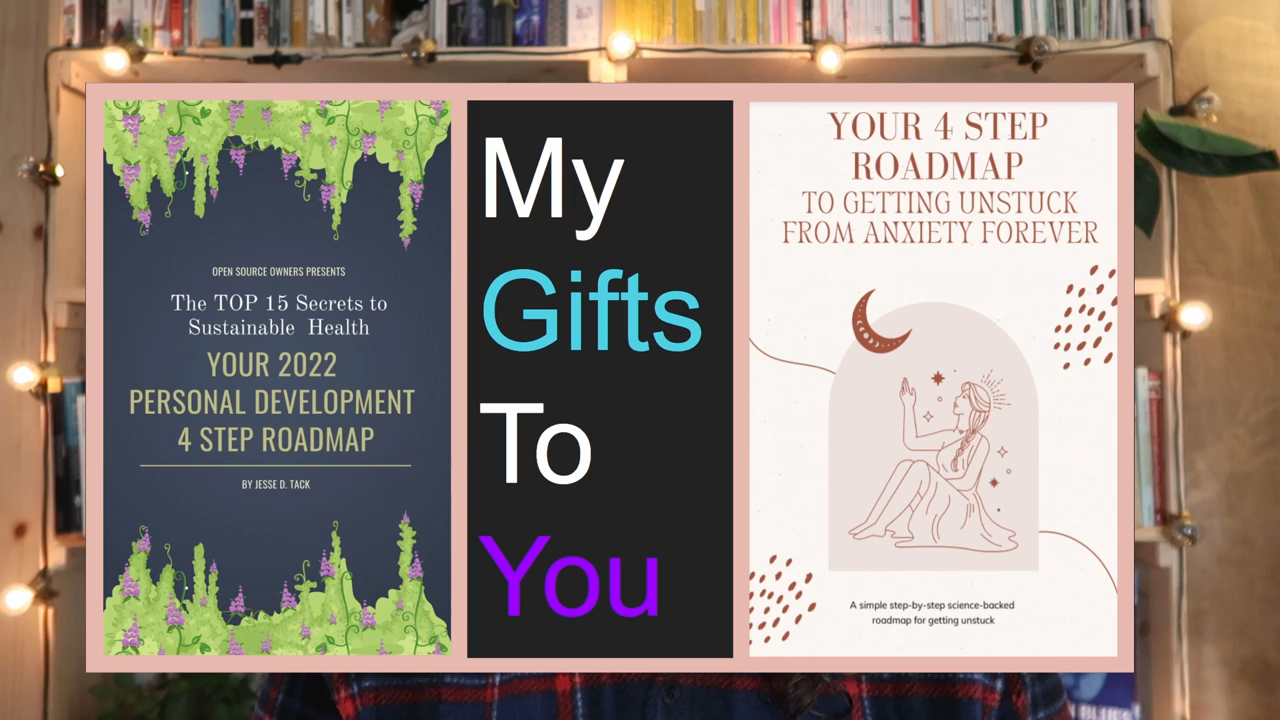 OPEN SOURCE OWNERS PRESENTS
The TOP 15 Secrets to
Sustainable Health
YOUR 2022
PERSONAL DEVELOPMENT
4 STEP ROADMAP
BY JESSE D. TACK
My
Gifts
To
You
YOUR 4 STEP
ROADMAP
TO GETTING UNSTUCK
FROM ANXIETY FOREVER
A simple step-by-step science-backed
roadmap for getting unstuck